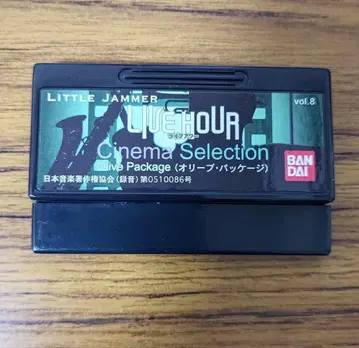 LITTLE JAMMER
vol.8
LIVE HOUR
ライブアワー
Cinema Selection
Olive Package (オリーブ・パッケージ)
BAN
DAI
日本音楽著作権協会(録音)第0510086号